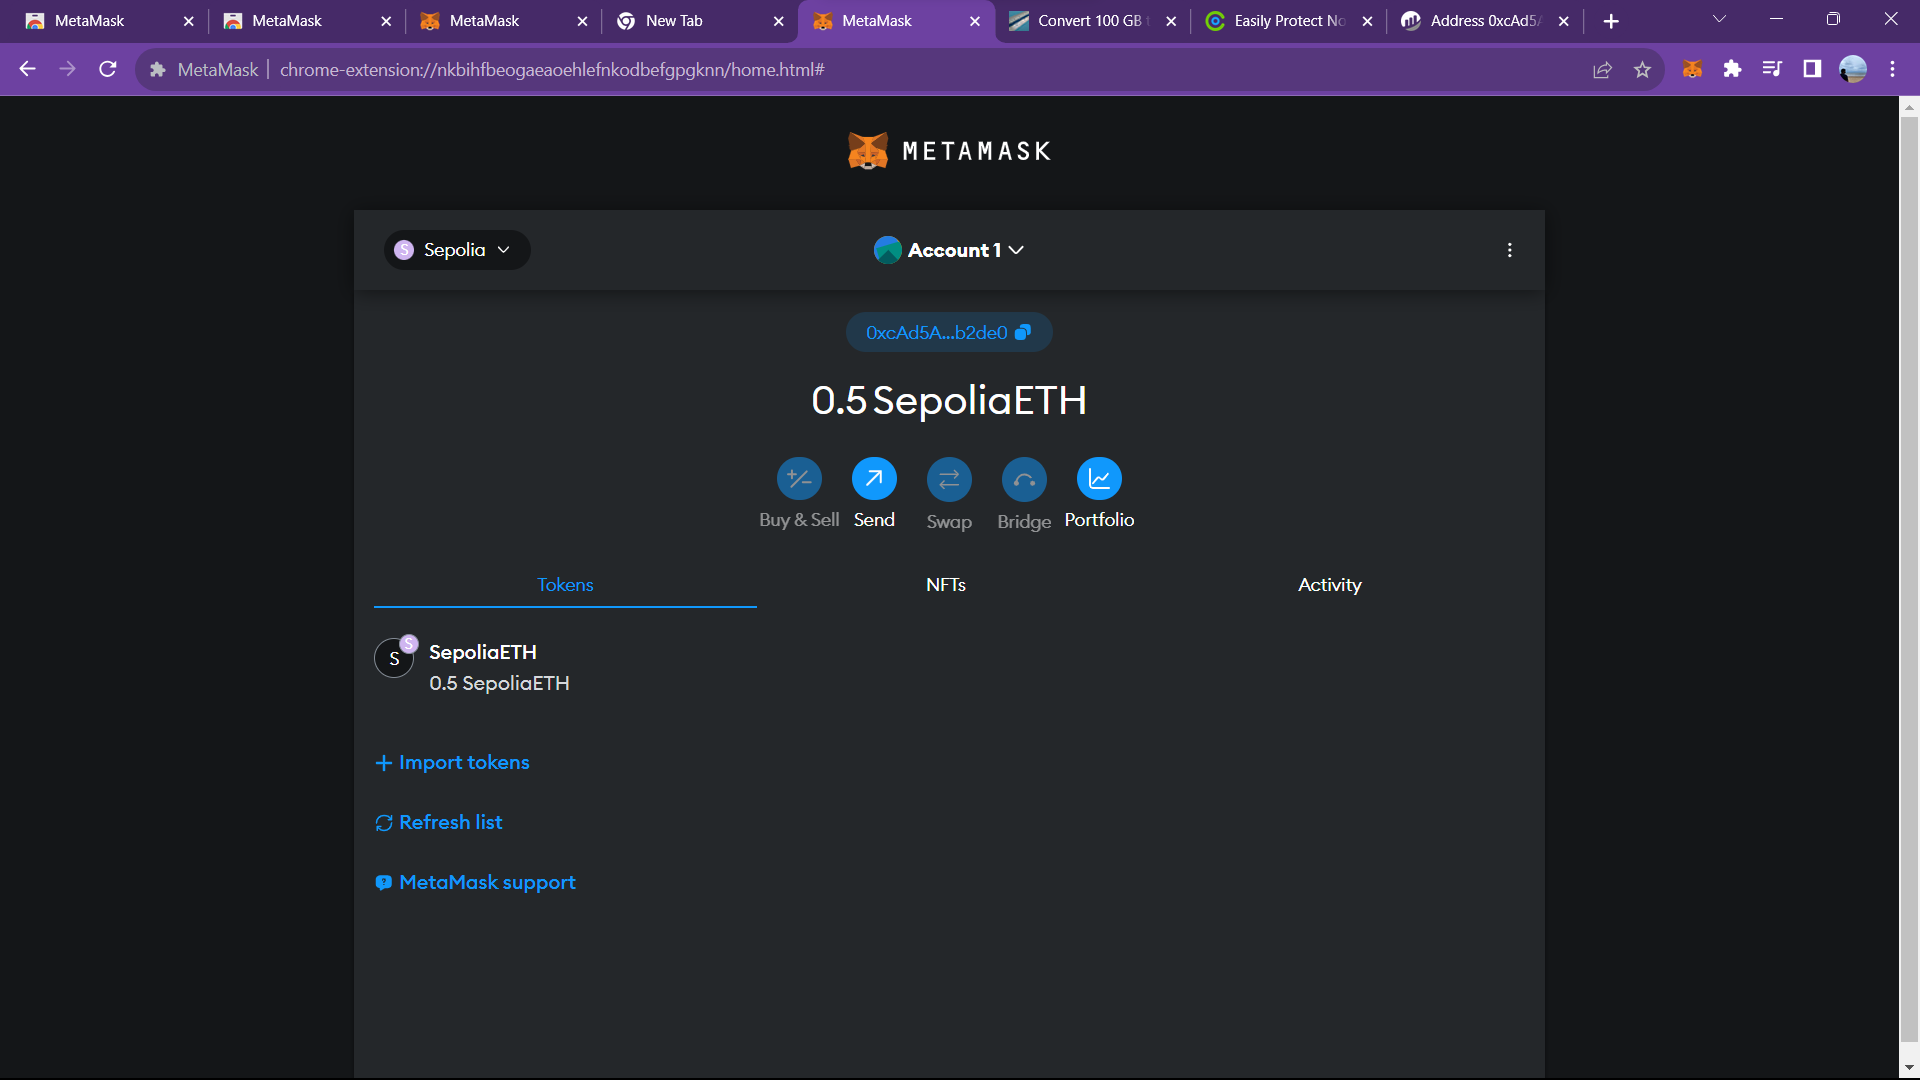 MetaMask
MetaMask
MetaMask
New Tab
MetaMask
Convert 100 GB t
Easily Protect No
Address 0xcAd5A
MetaMask chrome-extension://nkbihfbeogaeaoehlefnkodbefgpgknn/home.html#
METAMASK
S Sepolia
Account 1
0xcAd5A...b2de0
0.5 SepoliaETH
Buy & Sell
Send
Swap
Bridge
Portfolio
Tokens
NFTs
Activity
S
S
SepoliaETH
0.5 SepoliaETH
+ Import tokens
Refresh list
MetaMask support